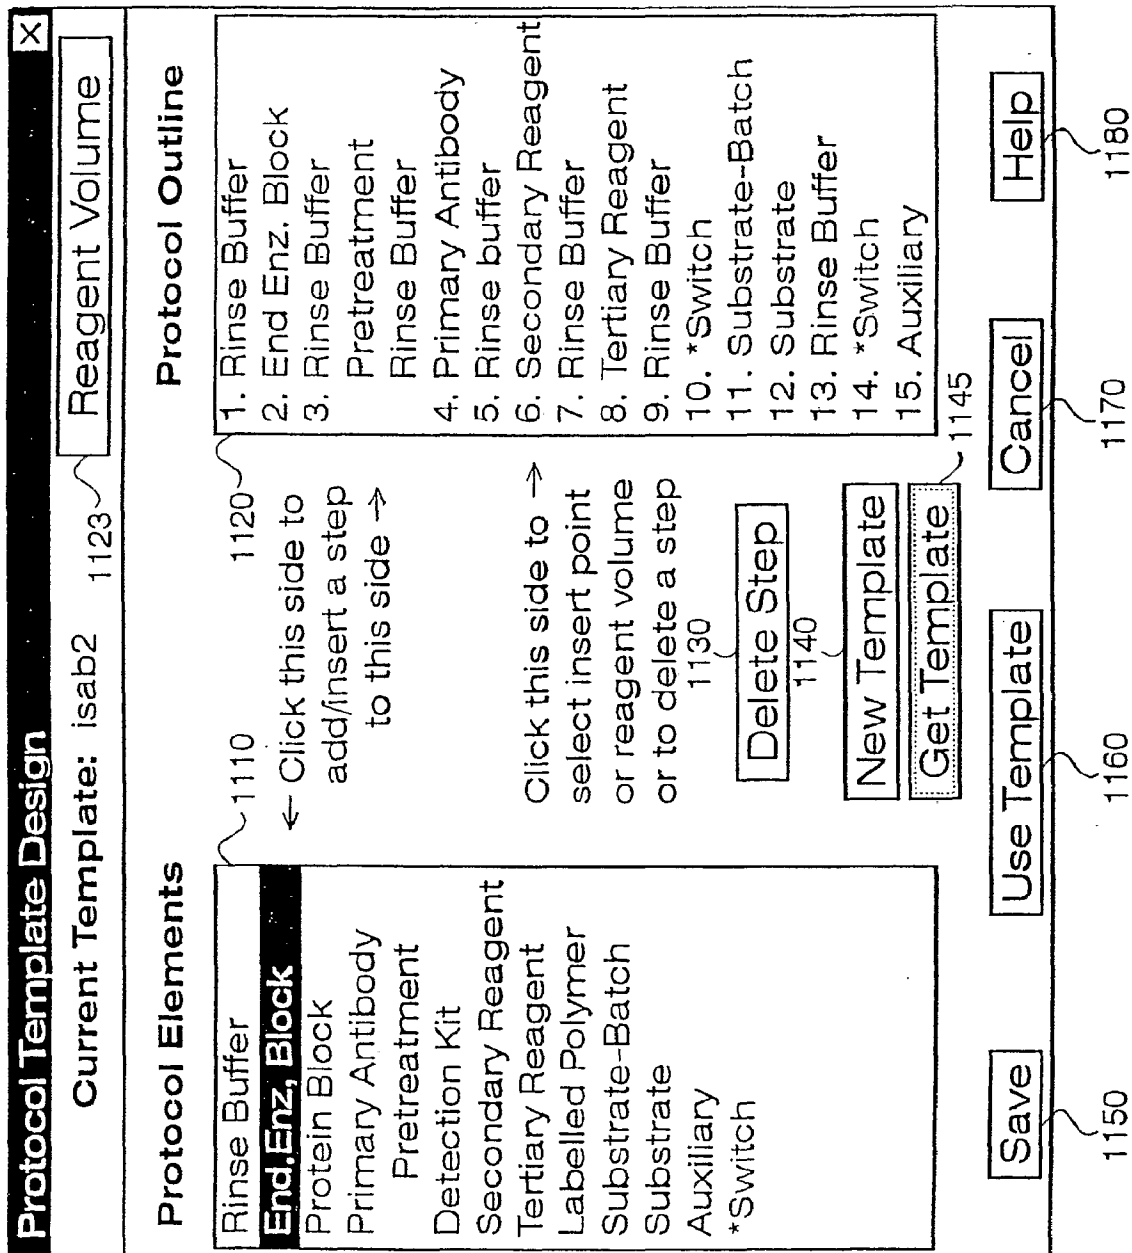 Protocol Template Design X
Current Template: isab2
1123
Reagent Volume
Protocol Elements
1110
Rinse Buffer
End.Enz, Block
Protein Block
Primary Antibody
Pretreatment
Detection Kit
Secondary Reagent
Tertiary Reagent
Labelled Polymer
Substrate-Batch
Substrate
Auxiliary
*Switch
← Click this side to
add/insert a step
to this side →
Click this side to →
select insert point
or reagent volume
or to delete a step
1130
Delete Step
1140
New Template
Get Template
1145
Protocol Outline
1120
1. Rinse Buffer
2. End Enz. Block
3. Rinse Buffer
Pretreatment
Rinse Buffer
4. Primary Antibody
5. Rinse buffer
6. Secondary Reagent
7. Rinse Buffer
8. Tertiary Reagent
9. Rinse Buffer
10. *Switch
11. Substrate-Batch
12. Substrate
13. Rinse Buffer
14. *Switch
15. Auxiliary
Save
Use Template
Cancel
Help
1150
1160
1170
1180